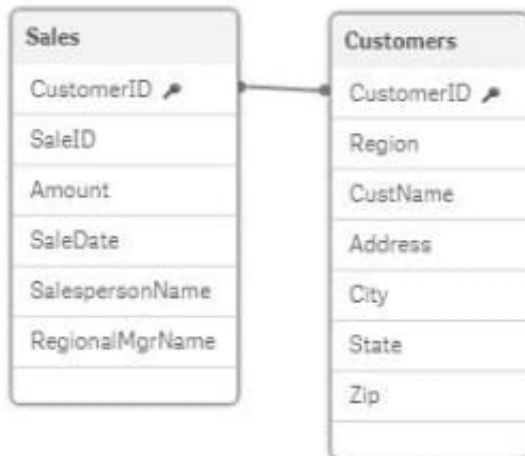 Sales
CustomerID
SaleID
Amount
SaleDate
SalespersonName
RegionalMgrName
Customers
CustomerID
Region
CustName
Address
City
State
Zip